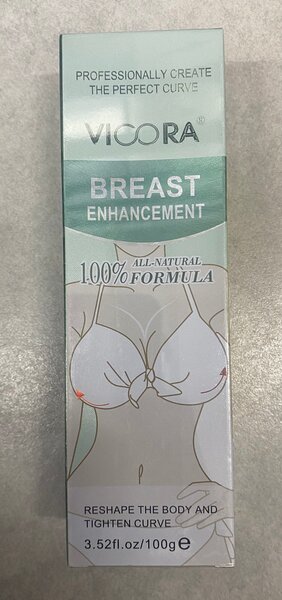 PROFESSIONALLY CREATE
THE PERFECT CURVE
VICORA®
BREAST
ENHANCEMENT
100% ALL-NATURAL
FORMULA
RESHAPE THE BODY AND
TIGHTEN CURVE
3.52fl.oz/100g℮